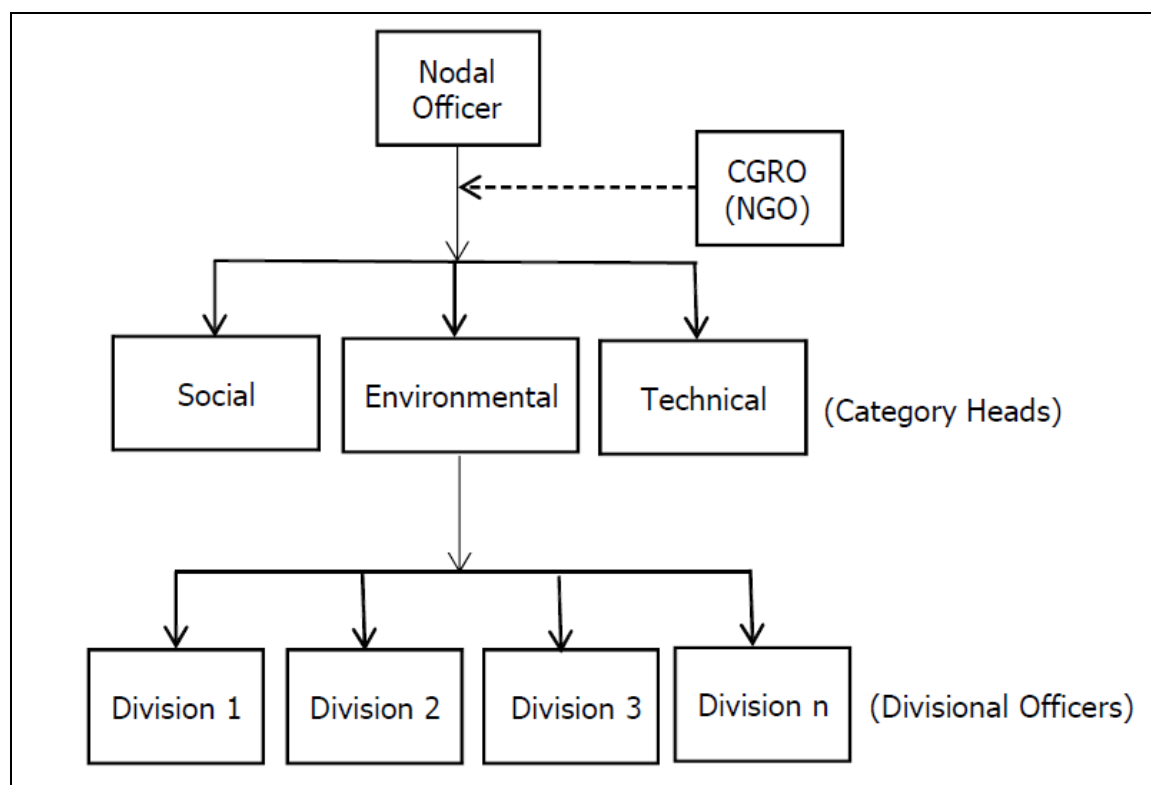 Nodal
Officer
CGRO
(NGO)
Social
Environmental
Technical
(Category Heads)
Division 1
Division 2
Division 3
Division n
(Divisional Officers)